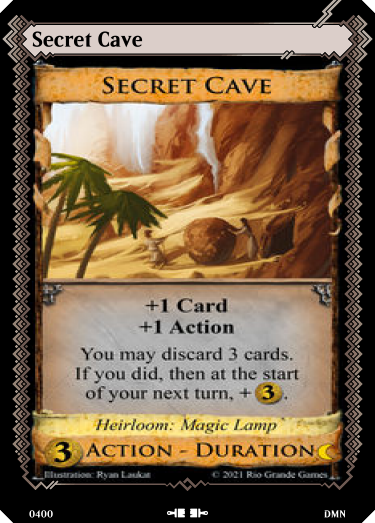 Secret Cave
SECRET CAVE
+1 Card
+1 Action
You may discard 3 cards.
If you did, then at the start
of your next turn, + 3.
Heirloom: Magic Lamp
3 ACTION - DURATION
Illustration: Ryan Laukat © 2021 Rio Grande Games
0400 DMN